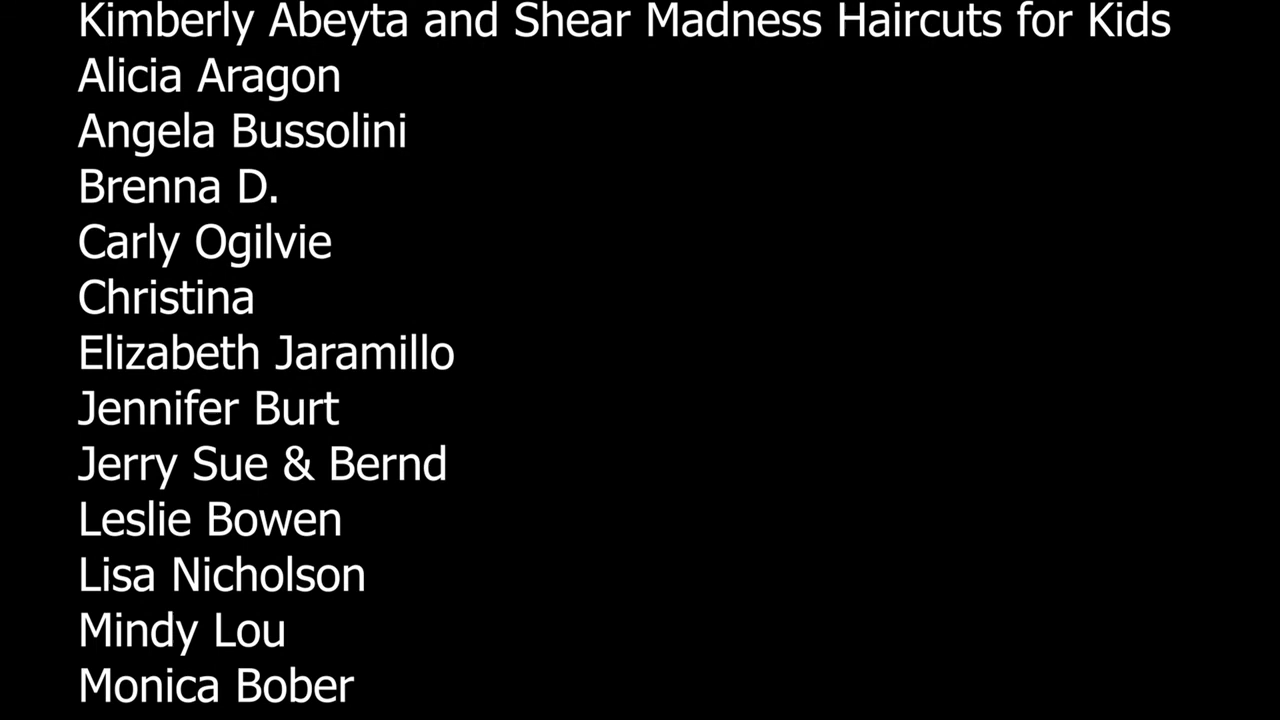 Kimberly Abeyta and Shear Madness Haircuts for Kids
Alicia Aragon
Angela Bussolini
Brenna D.
Carly Ogilvie
Christina
Elizabeth Jaramillo
Jennifer Burt
Jerry Sue & Bernd
Leslie Bowen
Lisa Nicholson
Mindy Lou
Monica Bober